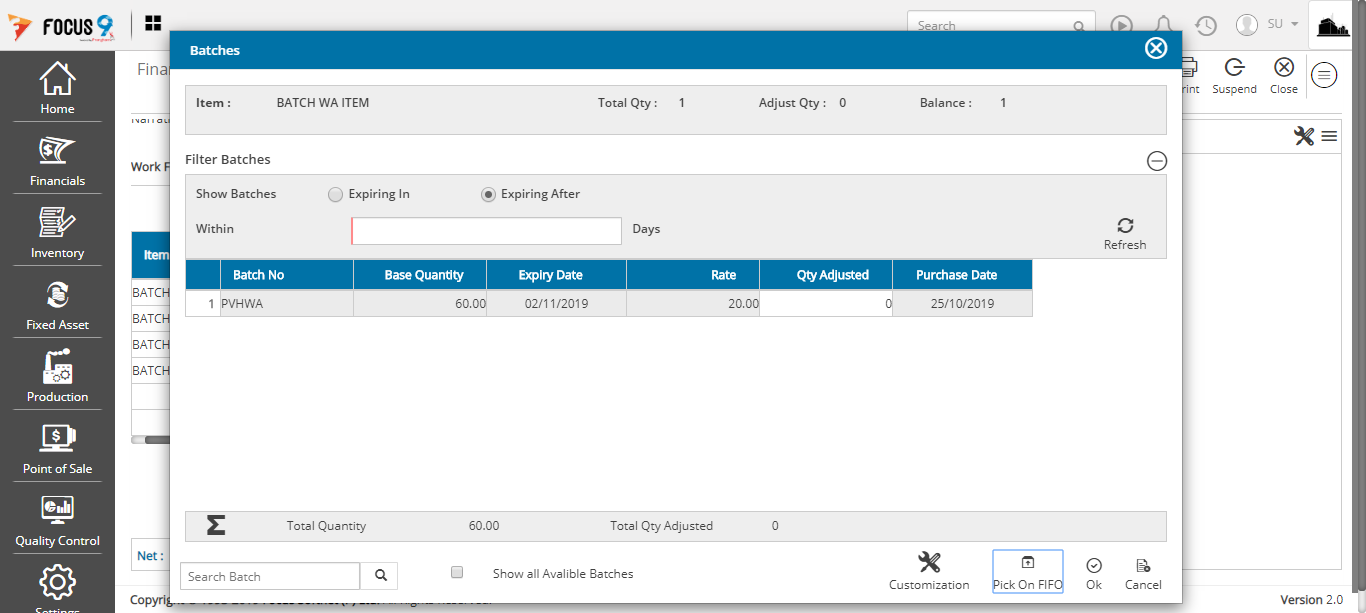 FOCUS 9
Search
SU
Batches
Fina
rint
Suspend
Close
Item :
BATCH WA ITEM
Total Qty :
1
Adjust Qty :
0
Balance :
1
Home
Filter Batches
Work F
Show Batches
Expiring In
Expiring After
Financials
Within
Days
Refresh
Inventory
Item
Batch No
Base Quantity
Expiry Date
Rate
Qty Adjusted
Purchase Date
1
PVHWA
60.00
02/11/2019
20.00
0
25/10/2019
BATCH
BATCH
BATCH
BATCH
Fixed Asset
Production
Point of Sale
Quality Control
Settings
Total Quantity
60.00
Total Qty Adjusted
0
Net :
Search Batch
Show all Avalible Batches
Customization
Pick On FIFO
Ok
Cancel
Version 2.0